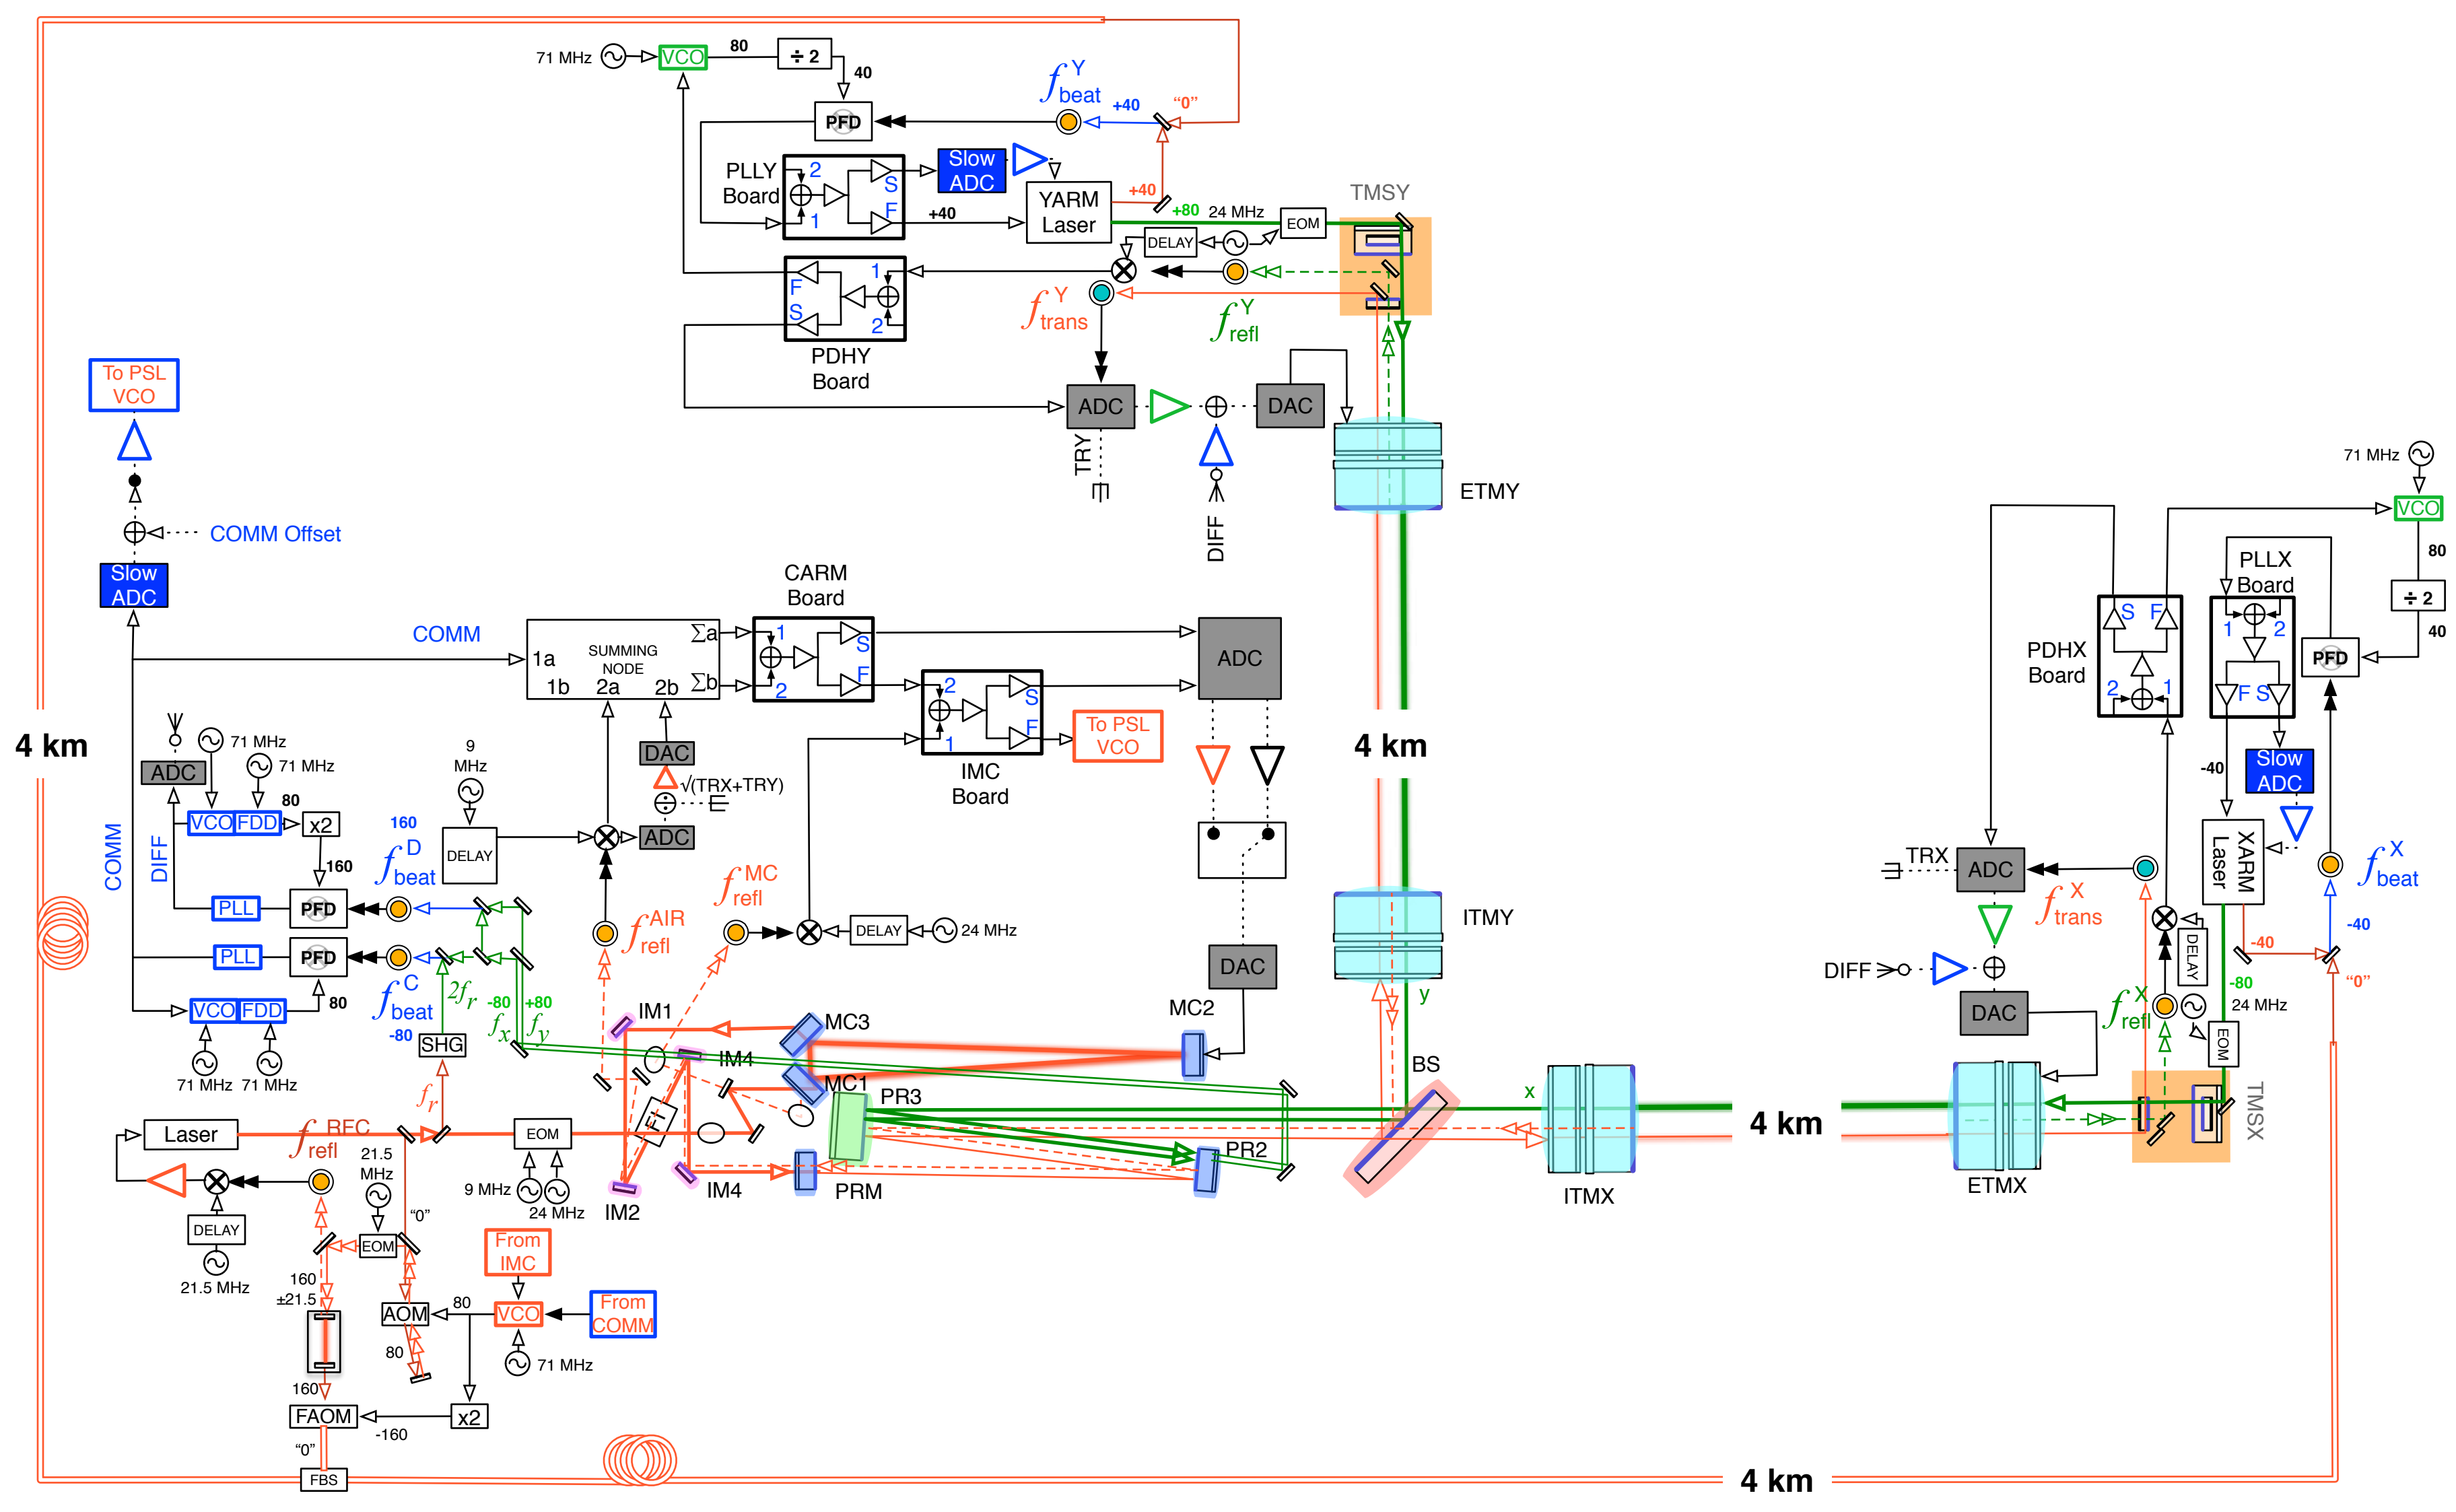 71 MHz
VCO
80
÷ 2
40
f beat Y
+40
"0"
PFD
PLLY
Board
2
1
S
F
Slow
ADC
+40
YARM
Laser
+40
+80
24 MHz
EOM
TMSY
DELAY
PDHY
Board
F
S
1
2
f trans Y
f refl Y
ADC
DAC
TRY
DIFF
ETMY
To PSL
VCO
COMM Offset
Slow
ADC
4 km
COMM
1a
1b
2a
2b
SUMMING
NODE
Σa
Σb
CARM
Board
1
2
S
F
IMC
Board
2
1
S
F
To PSL
VCO
ADC
4 km
71 MHz
71 MHz
ADC
VCO
FDD
80
x2
160
COMM
DIFF
9
MHz
DELAY
DAC
√(TRX+TRY)
ADC
160
f beat D
PLL
PFD
PLL
PFD
f beat C
-80
80
VCO
FDD
71 MHz
71 MHz
2fr
-80
+80
fx
fy
SHG
fr
f refl AIR
f refl MC
DELAY
24 MHz
DAC
ITMY
y
IM1
MC3
MC2
IM4
MC1
PR3
FI
PR2
BS
x
IM2
IM4
PRM
ITMX
4 km
Laser
f refl RFC
EOM
9 MHz
24 MHz
DELAY
21.5 MHz
21.5
MHz
"0"
EOM
160
±21.5
AOM
80
80
From
IMC
VCO
From
COMM
71 MHz
160
FAOM
-160
x2
"0"
FBS
4 km
71 MHz
VCO
80
÷ 2
40
PLLX
Board
1
2
F
S
PFD
PDHX
Board
S
F
2
1
-40
Slow
ADC
XARM
Laser
f beat X
-40
TRX
ADC
f trans X
DELAY
-40
"0"
-80
24 MHz
f refl X
EOM
DIFF
DAC
ETMX
TMSX